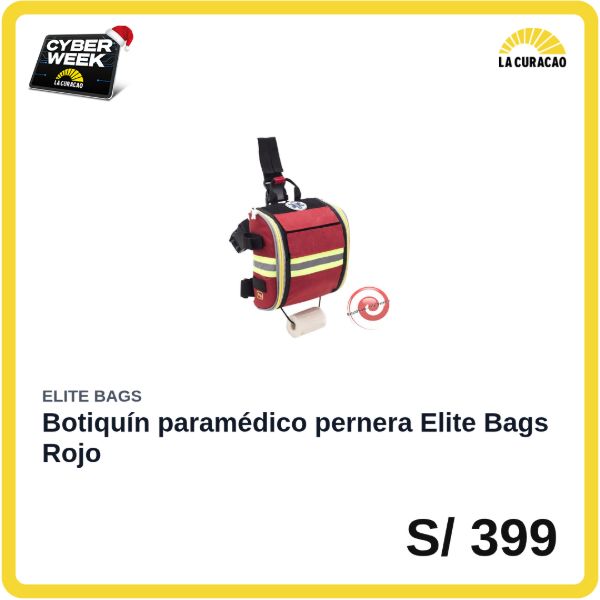 CYBER
WEEK
LA CURACAO
LA CURACAO
ELITE BAGS
Botiquín paramédico pernera Elite Bags
Rojo
S/ 399